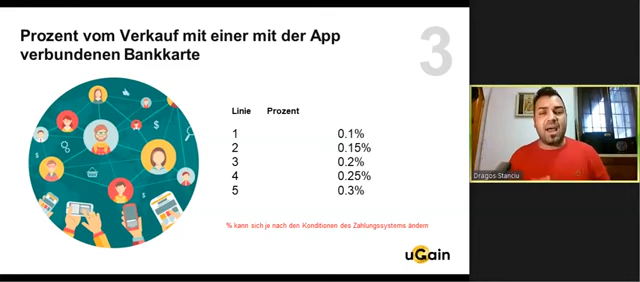 Prozent vom Verkauf mit einer mit der App
verbundenen Bankkarte
3
Linie Prozent
1 0.1%
2 0.15%
3 0.2%
4 0.25%
5 0.3%
% kann sich je nach den Konditionen des Zahlungssystems ändern
uGain
Dragos Stanciu